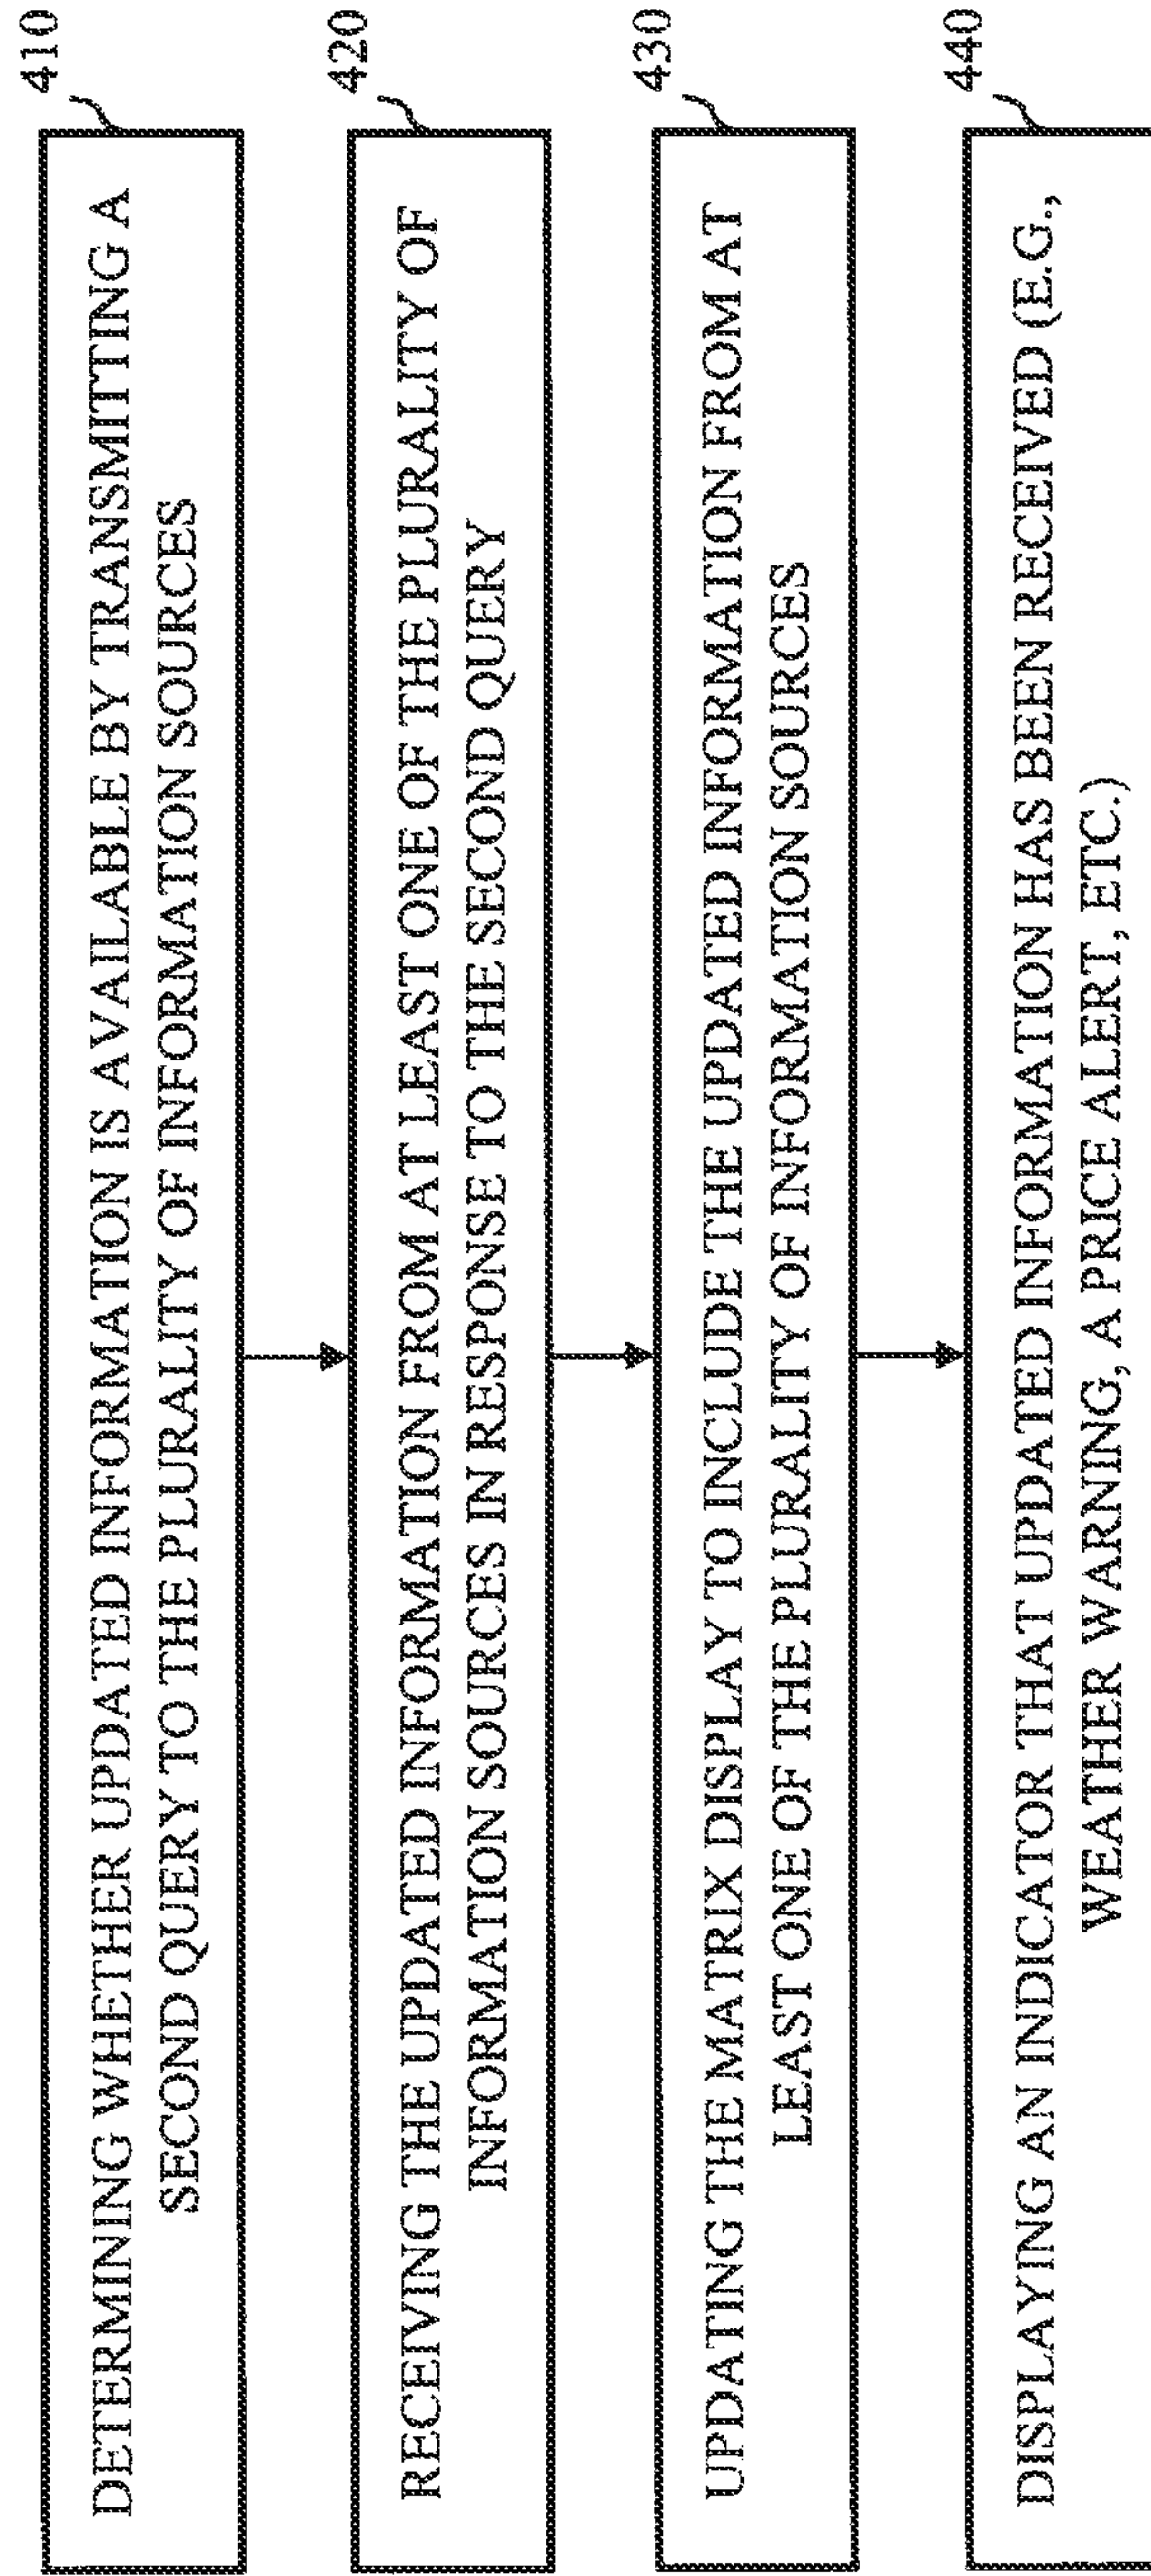 410
DETERMINING WHETHER UPDATED INFORMATION IS AVAILABLE BY TRANSMITTING A
SECOND QUERY TO THE PLURALITY OF INFORMATION SOURCES
420
RECEIVING THE UPDATED INFORMATION FROM AT LEAST ONE OF THE PLURALITY OF
INFORMATION SOURCES IN RESPONSE TO THE SECOND QUERY
430
UPDATING THE MATRIX DISPLAY TO INCLUDE THE UPDATED INFORMATION FROM AT
LEAST ONE OF THE PLURALITY OF INFORMATION SOURCES
440
DISPLAYING AN INDICATOR THAT UPDATED INFORMATION HAS BEEN RECEIVED (E.G.,
WEATHER WARNING, A PRICE ALERT, ETC.)